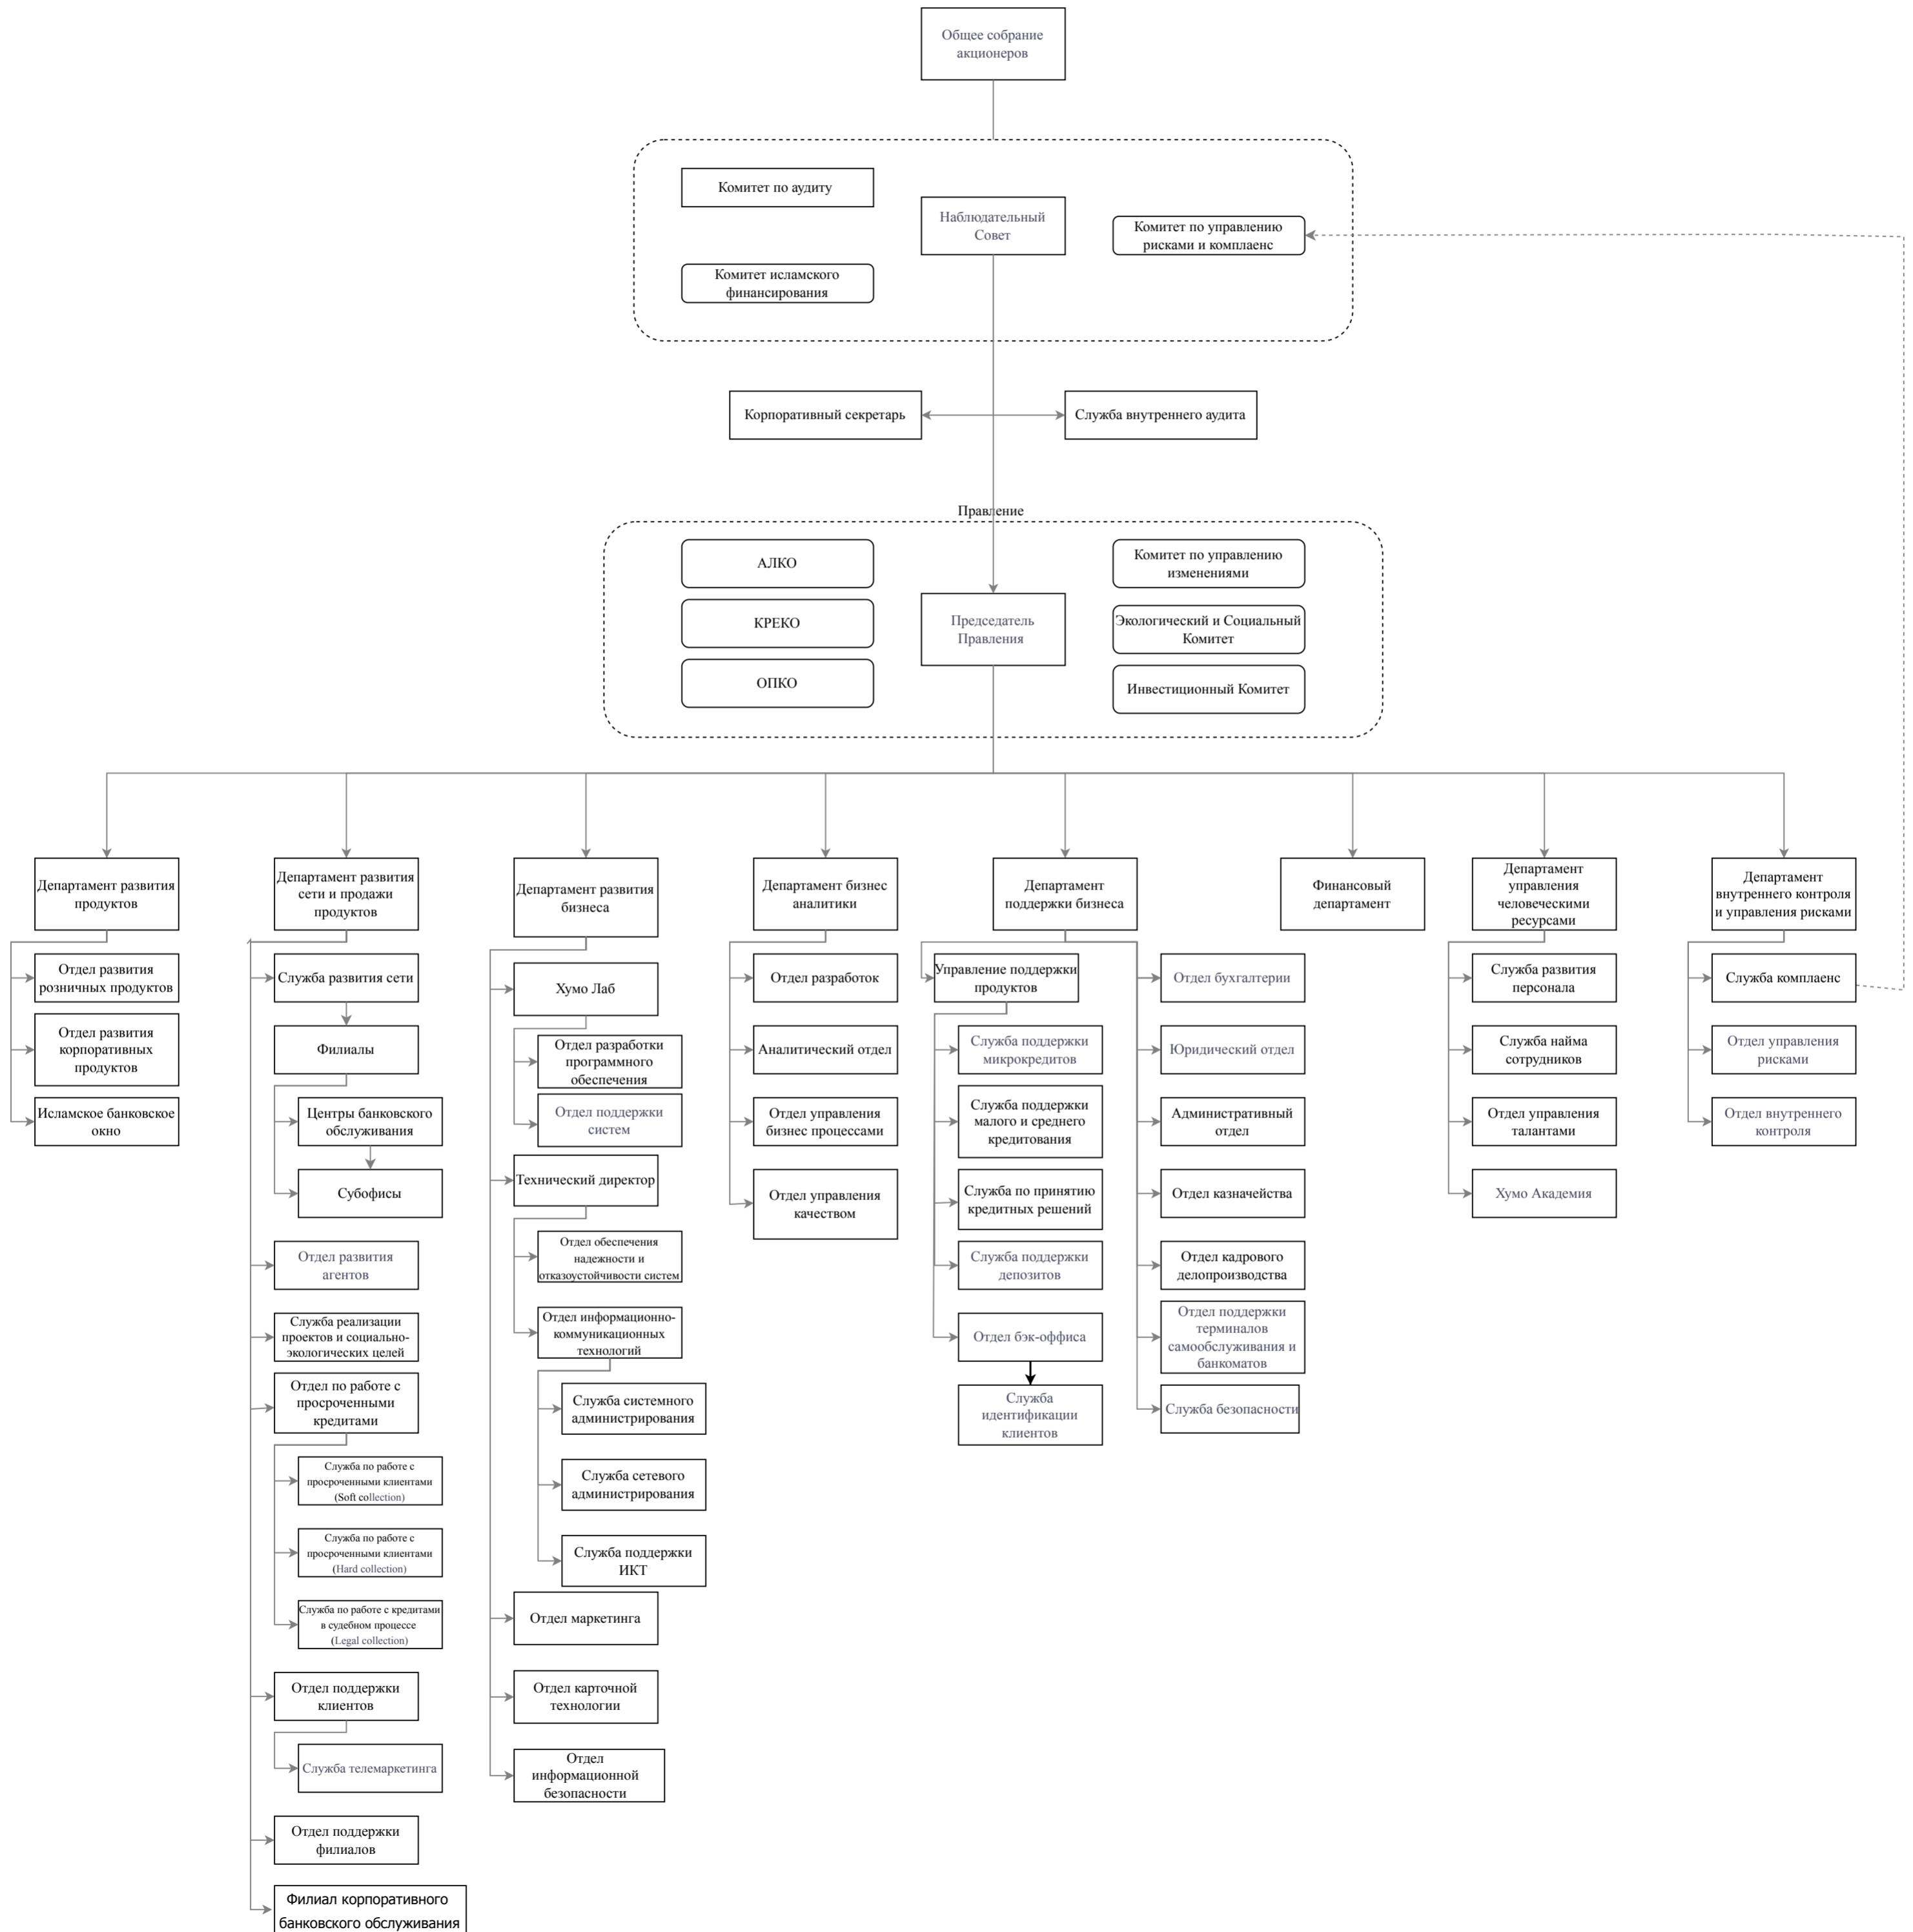 Общее собрание
акционеров
Комитет по аудиту
Наблюдательный
Совет
Комитет по управлению
рисками и комплаенс
Комитет исламского
финансирования
Корпоративный секретарь
Служба внутреннего аудита
Правление
АЛКО
КРЕКО
ОПКО
Председатель
Правления
Комитет по управлению
изменениями
Экологический и Социальный
Комитет
Инвестиционный Комитет
Департамент развития
продуктов
Отдел развития
розничных продуктов
Отдел развития
корпоративных
продуктов
Исламское банковское
окно
Департамент развития
сети и продажи
продуктов
Служба развития сети
Филиалы
Центры банковского
обслуживания
Субофисы
Отдел развития
агентов
Служба реализации
проектов и социально-
экологических целей
Отдел по работе с
просроченными
кредитами
Служба по работе с
просроченными клиентами
(Soft collection)
Служба по работе с
просроченными клиентами
(Hard collection)
Служба по работе с кредитами
в судебном процессе
(Legal collection)
Отдел поддержки
клиентов
Служба телемаркетинга
Отдел поддержки
филиалов
Филиал корпоративного
банковского обслуживания
Департамент развития
бизнеса
Хумо Лаб
Отдел разработки
программного
обеспечения
Отдел поддержки
систем
Технический директор
Отдел обеспечения
надежности и
отказоустойчивости систем
Отдел информационно-
коммуникационных
технологий
Служба системного
администрирования
Служба сетевого
администрирования
Служба поддержки
ИКТ
Отдел маркетинга
Отдел карточной
технологии
Отдел
информационной
безопасности
Департамент бизнес
аналитики
Отдел разработок
Аналитический отдел
Отдел управления
бизнес процессами
Отдел управления
качеством
Департамент
поддержки бизнеса
Управление поддержки
продуктов
Служба поддержки
микрокредитов
Служба поддержки
малого и среднего
кредитования
Служба по принятию
кредитных решений
Служба поддержки
депозитов
Отдел бэк-оффиса
Служба
идентификации
клиентов
Отдел бухгалтерии
Юридический отдел
Административный
отдел
Отдел казначейства
Отдел кадрового
делопроизводства
Отдел поддержки
терминалов
самообслуживания и
банкоматов
Служба безопасности
Финансовый
департамент
Департамент
управления
человеческими
ресурсами
Служба развития
персонала
Служба найма
сотрудников
Отдел управления
талантами
Хумо Академия
Департамент
внутреннего контроля
и управления рисками
Служба комплаенс
Отдел управления
рисками
Отдел внутреннего
контроля